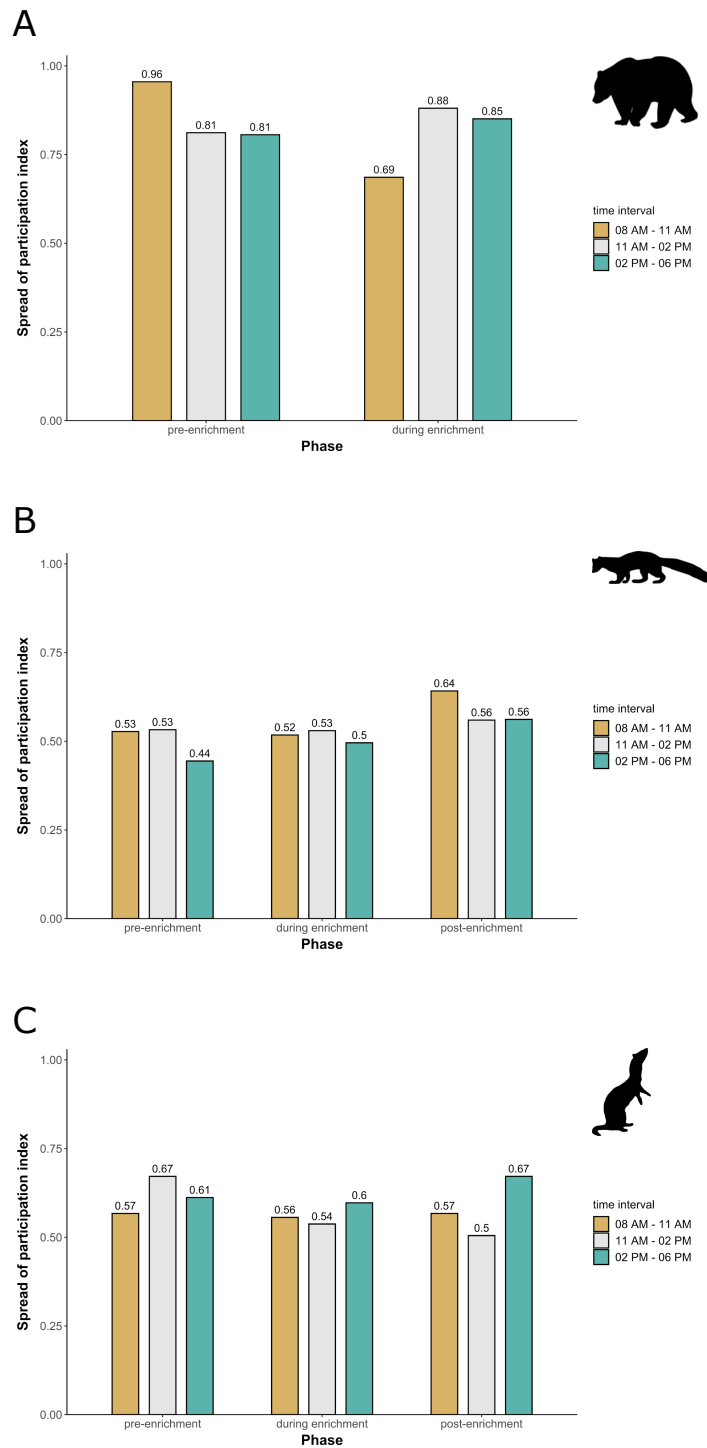 A
Spread of participation index
1.00
0.75
0.50
0.25
0.00
0.96
0.81
0.81
0.69
0.88
0.85
pre-enrichment
during enrichment
Phase
time interval
08 AM - 11 AM
11 AM - 02 PM
02 PM - 06 PM
B
Spread of participation index
1.00
0.75
0.50
0.25
0.00
0.53
0.53
0.44
0.52
0.53
0.5
0.64
0.56
0.56
pre-enrichment
during enrichment
post-enrichment
Phase
time interval
08 AM - 11 AM
11 AM - 02 PM
02 PM - 06 PM
C
Spread of participation index
1.00
0.75
0.50
0.25
0.00
0.57
0.67
0.61
0.56
0.54
0.6
0.57
0.5
0.67
pre-enrichment
during enrichment
post-enrichment
Phase
time interval
08 AM - 11 AM
11 AM - 02 PM
02 PM - 06 PM